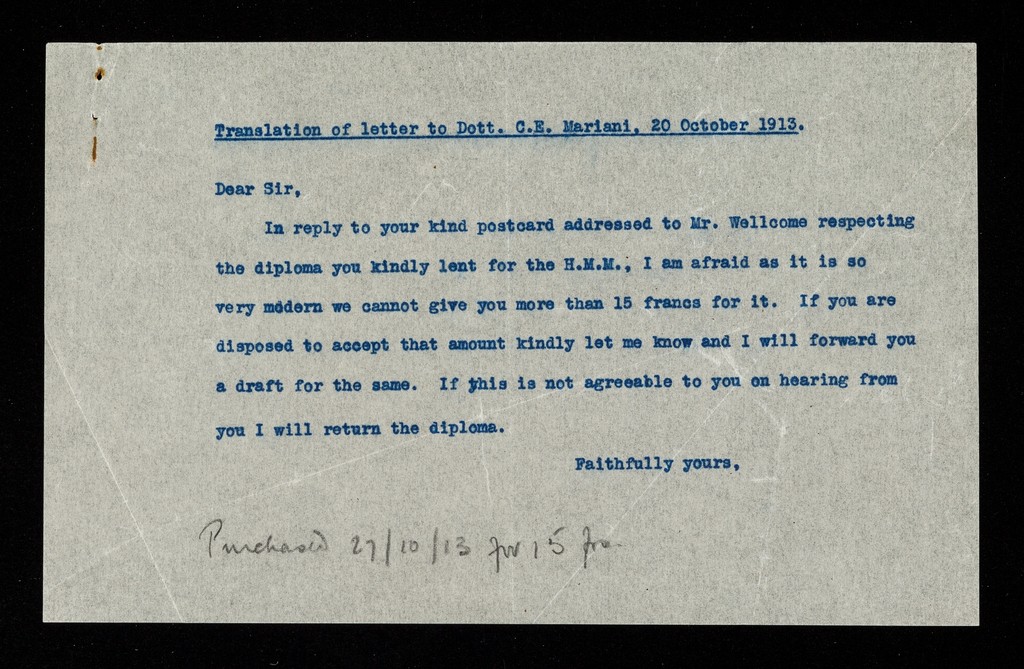 Translation of letter to Dott. C.E. Mariani, 20 October 1913.
Dear Sir,
In reply to your kind postcard addressed to Mr. Wellcome respecting
the diploma you kindly lent for the H.M.M., I am afraid as it is so
very modern we cannot give you more than 15 francs for it. If you are
disposed to accept that amount kindly let me know and I will forward you
a draft for the same. If this is not agreeable to you on hearing from
you I will return the diploma.
Faithfully yours,
Purchased 27/10/13 for 15 frs.